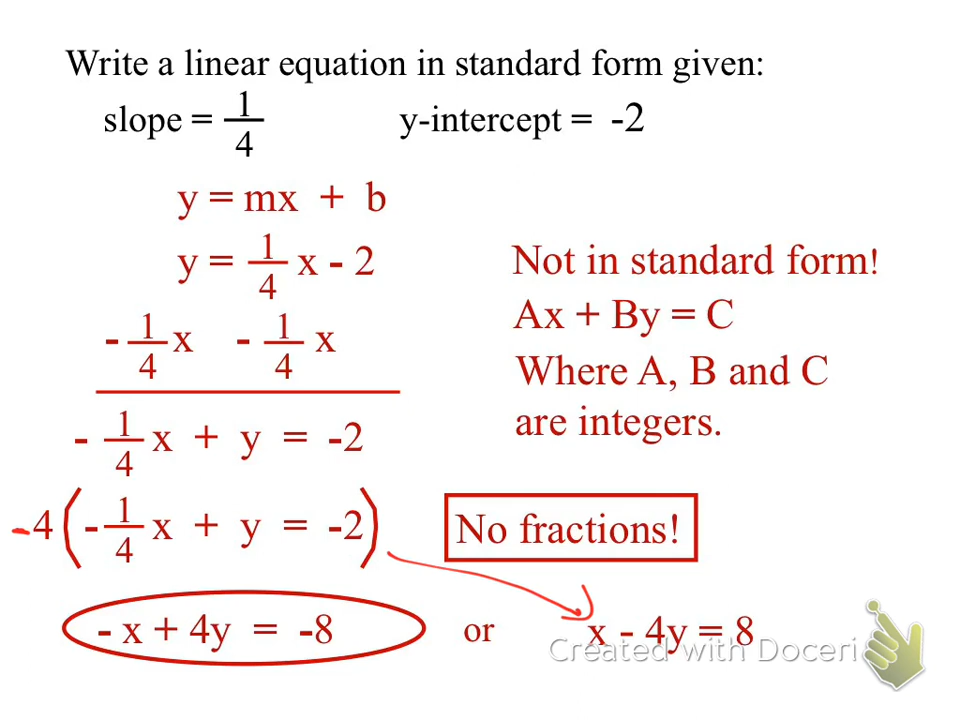 Write a linear equation in standard form given:
slope = 1/4 y-intercept = -2
y = mx + b
y = 1/4 x - 2
Not in standard form!
- 1/4 x - 1/4 x
Ax + By = C
Where A, B and C
are integers.
- 1/4 x + y = -2
-4 ( - 1/4 x + y = -2 )
No fractions!
- x + 4y = -8 or x - 4y = 8
Created with Doceri